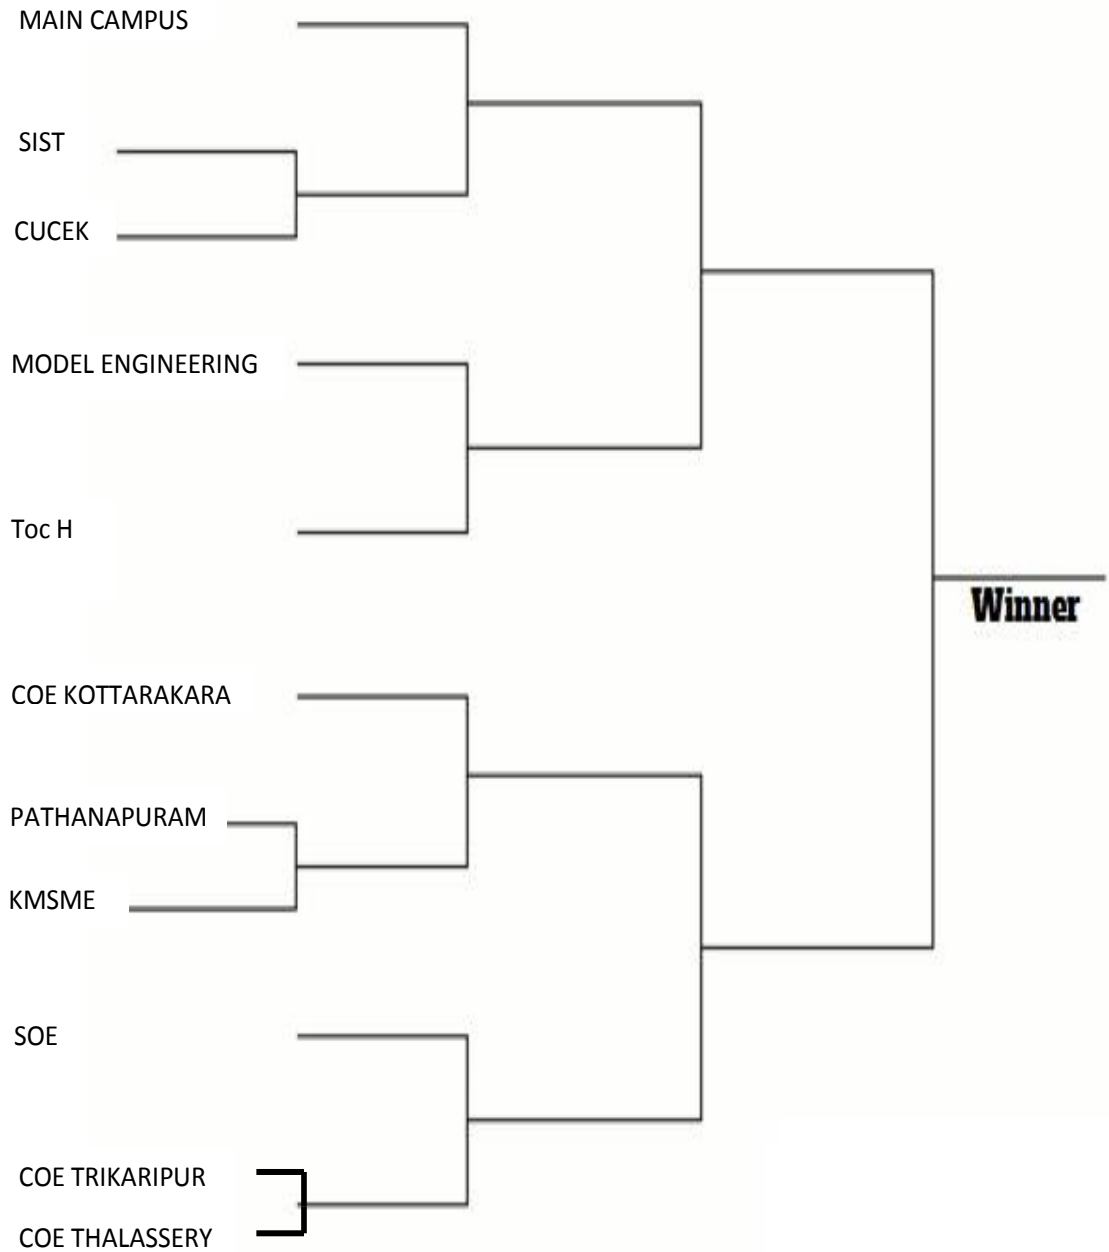 MAIN CAMPUS
SIST
CUCEK
MODEL ENGINEERING
Toc H
Winner
COE KOTTARAKARA
PATHANAPURAM
KMSME
SOE
COE TRIKARIPUR
COE THALASSERY